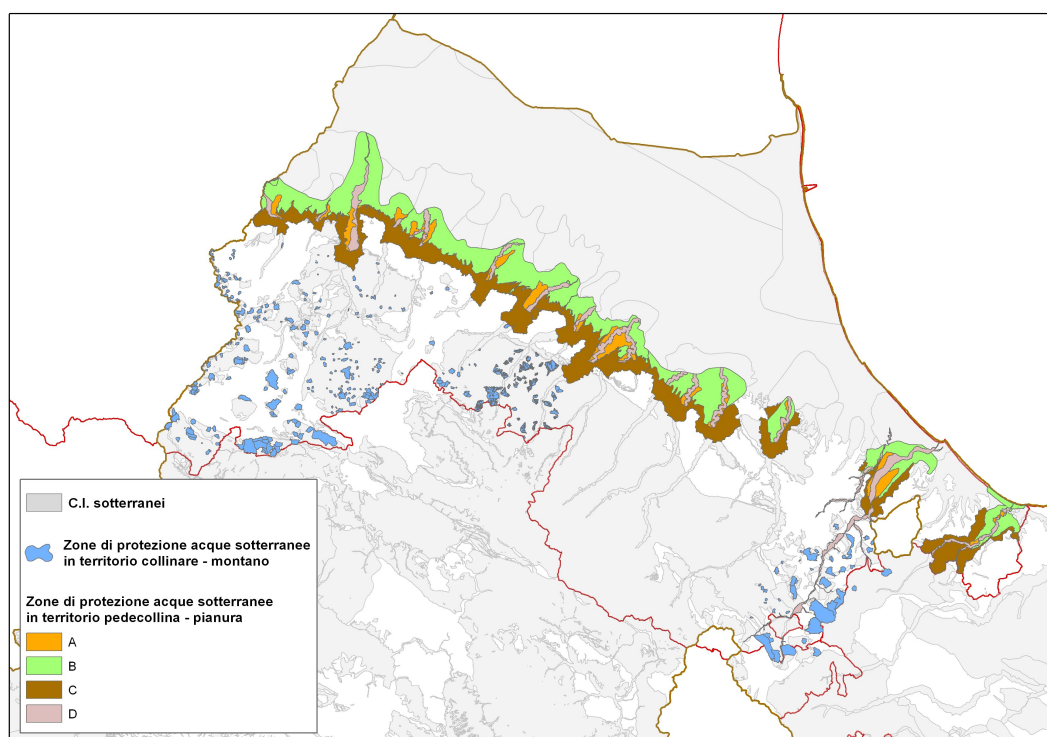 C.I. sotterranei
Zone di protezione acque sotterranee
in territorio collinare - montano
Zone di protezione acque sotterranee
in territorio pedecollina - pianura
A
B
C
D